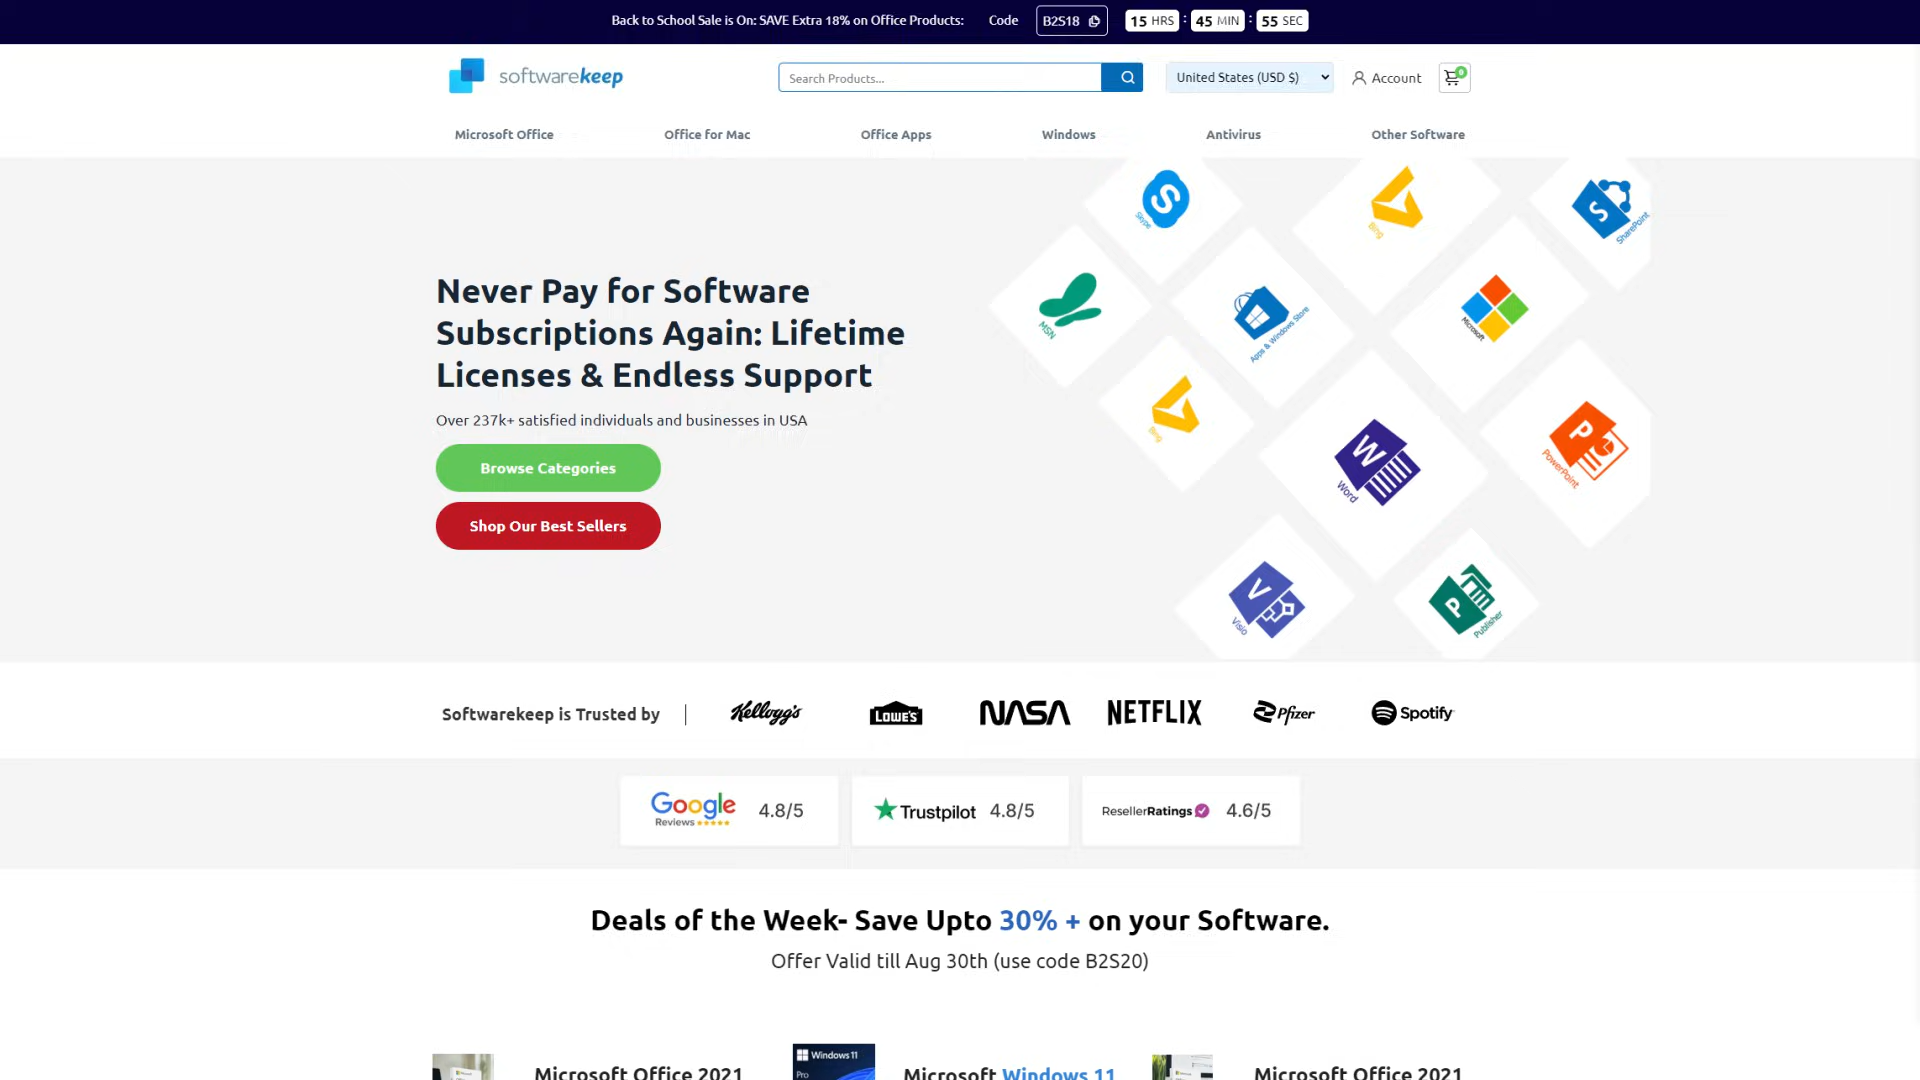 Back to School Sale is On: SAVE Extra 18% on Office Products: Code B2S18 15 HRS : 45 MIN : 55 SEC
softwarekeep
Search Products...
United States (USD $)
Account
0
Microsoft Office
Office for Mac
Office Apps
Windows
Antivirus
Other Software
Never Pay for Software
Subscriptions Again: Lifetime
Licenses & Endless Support
Over 237k+ satisfied individuals and businesses in USA
Browse Categories
Shop Our Best Sellers
Skype
Bing
SharePoint
MSN
Apps & Windows Store
Microsoft
Bing
Word
PowerPoint
Visio
Publisher
Softwarekeep is Trusted by
Kellogg's
LOWE'S
NASA
NETFLIX
Pfizer
Spotify
Google
Reviews
4.8/5
Trustpilot 4.8/5
ResellerRatings 4.6/5
Deals of the Week- Save Upto 30% + on your Software.
Offer Valid till Aug 30th (use code B2S20)
Microsoft Office 2021
Windows 11
Pro
Microsoft Windows 11
Microsoft Office 2021